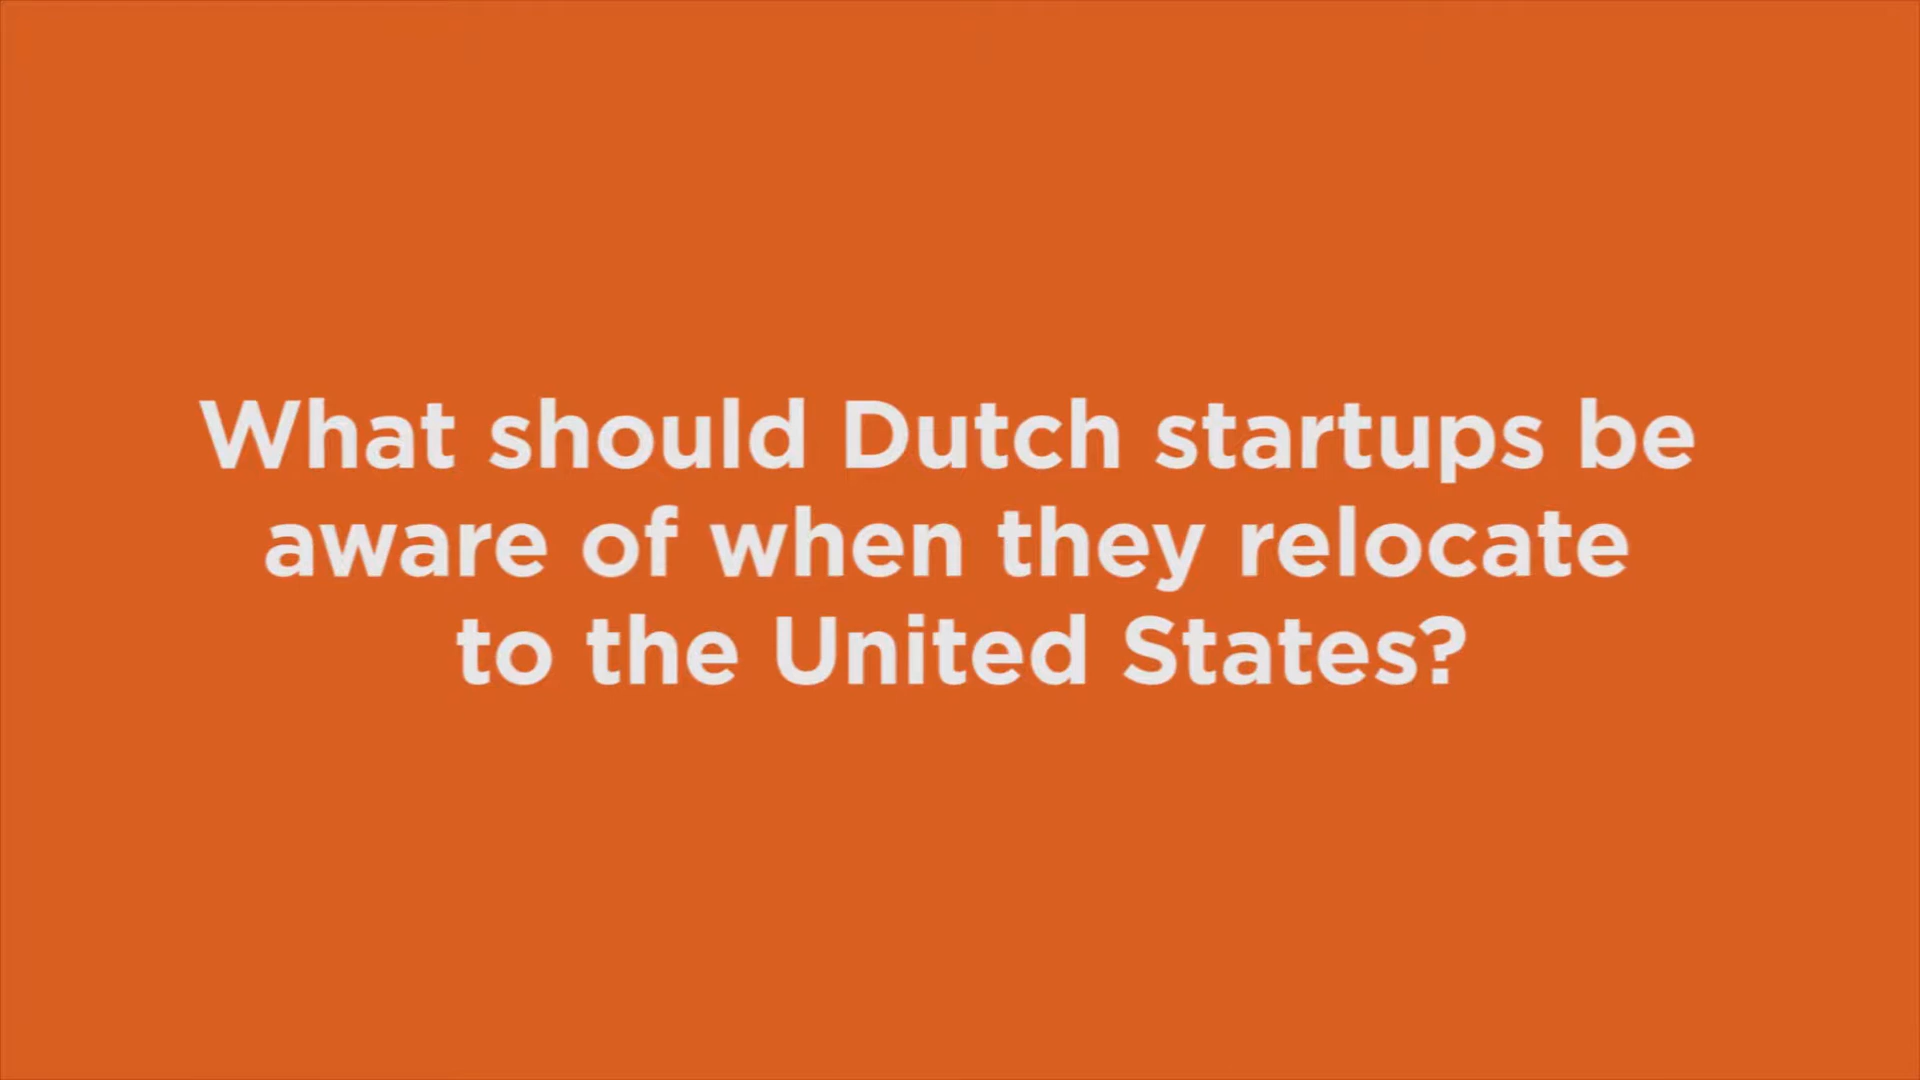 What should Dutch startups be
aware of when they relocate
to the United States?